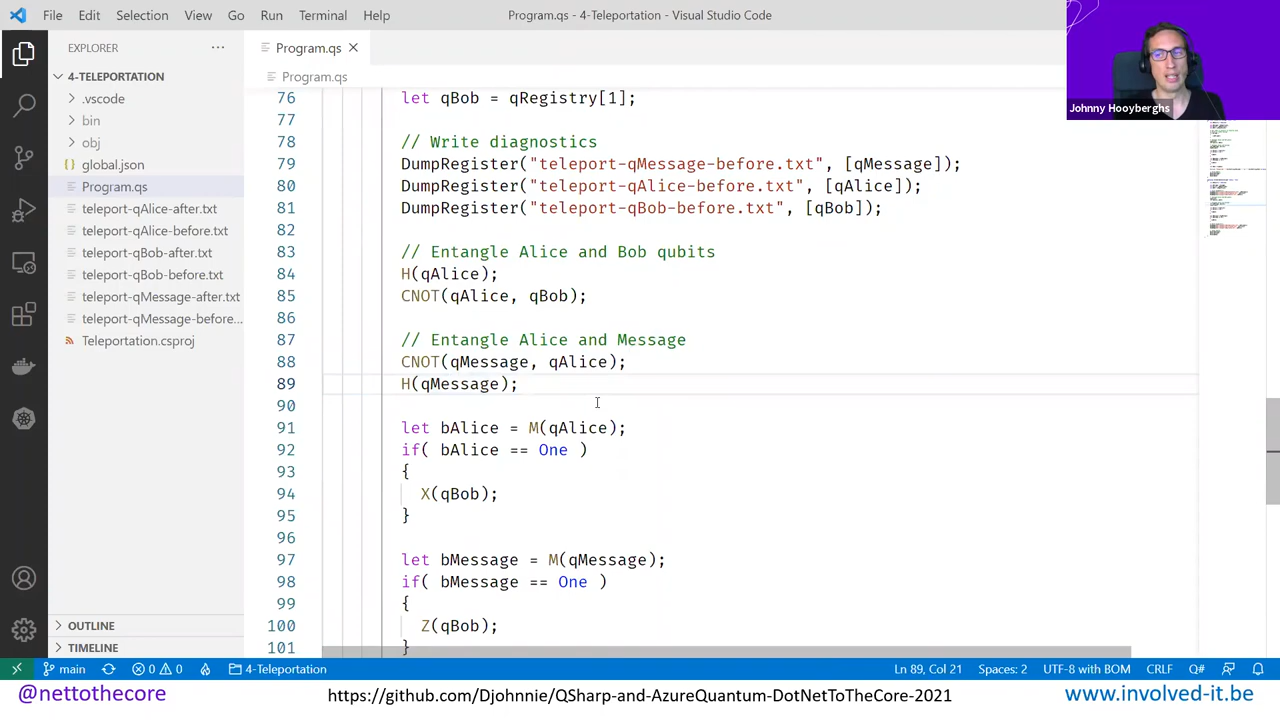 File Edit Selection View Go Run Terminal Help
Program.qs - 4-Teleportation - Visual Studio Code
Johnny Hooyberghs
EXPLORER
4-TELEPORTATION
.vscode
bin
obj
global.json
Program.qs
teleport-qAlice-after.txt
teleport-qAlice-before.txt
teleport-qBob-after.txt
teleport-qBob-before.txt
teleport-qMessage-after.txt
teleport-qMessage-before...
Teleportation.csproj
OUTLINE
TIMELINE
Program.qs
Program.qs
76 let qBob = qRegistry[1];
77
78 // Write diagnostics
79 DumpRegister("teleport-qMessage-before.txt", [qMessage]);
80 DumpRegister("teleport-qAlice-before.txt", [qAlice]);
81 DumpRegister("teleport-qBob-before.txt", [qBob]);
82
83 // Entangle Alice and Bob qubits
84 H(qAlice);
85 CNOT(qAlice, qBob);
86
87 // Entangle Alice and Message
88 CNOT(qMessage, qAlice);
89 H(qMessage);
90
91 let bAlice = M(qAlice);
92 if( bAlice == One )
93 {
94 X(qBob);
95 }
96
97 let bMessage = M(qMessage);
98 if( bMessage == One )
99 {
100 Z(qBob);
101 }
main 0 0 4-Teleportation Ln 89, Col 21 Spaces: 2 UTF-8 with BOM CRLF Q#
@nettothecore https://github.com/Djohnnie/QSharp-and-AzureQuantum-DotNetToTheCore-2021 www.involved-it.be